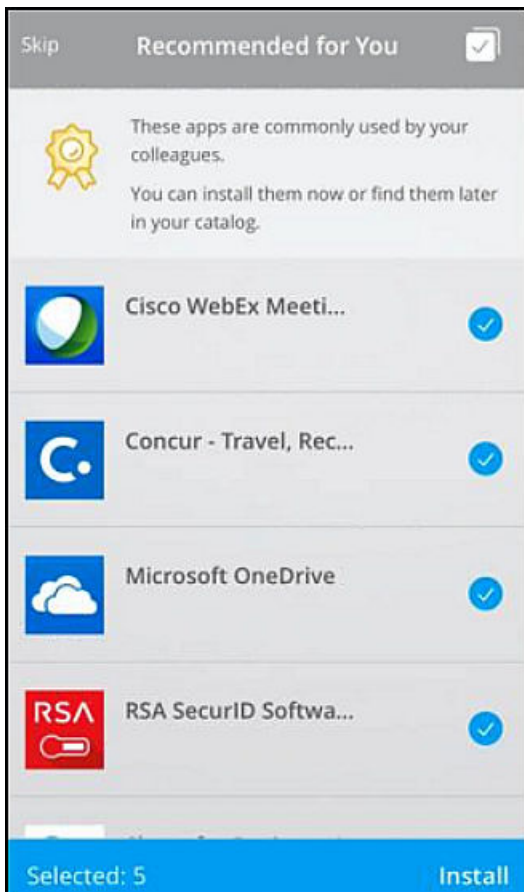 Skip
Recommended for You
These apps are commonly used by your
colleagues.
You can install them now or find them later
in your catalog.
Cisco WebEx Meeti...
Concur - Travel, Rec...
C.
Microsoft OneDrive
RSA
RSA SecurID Softwa...
Selected: 5
Install